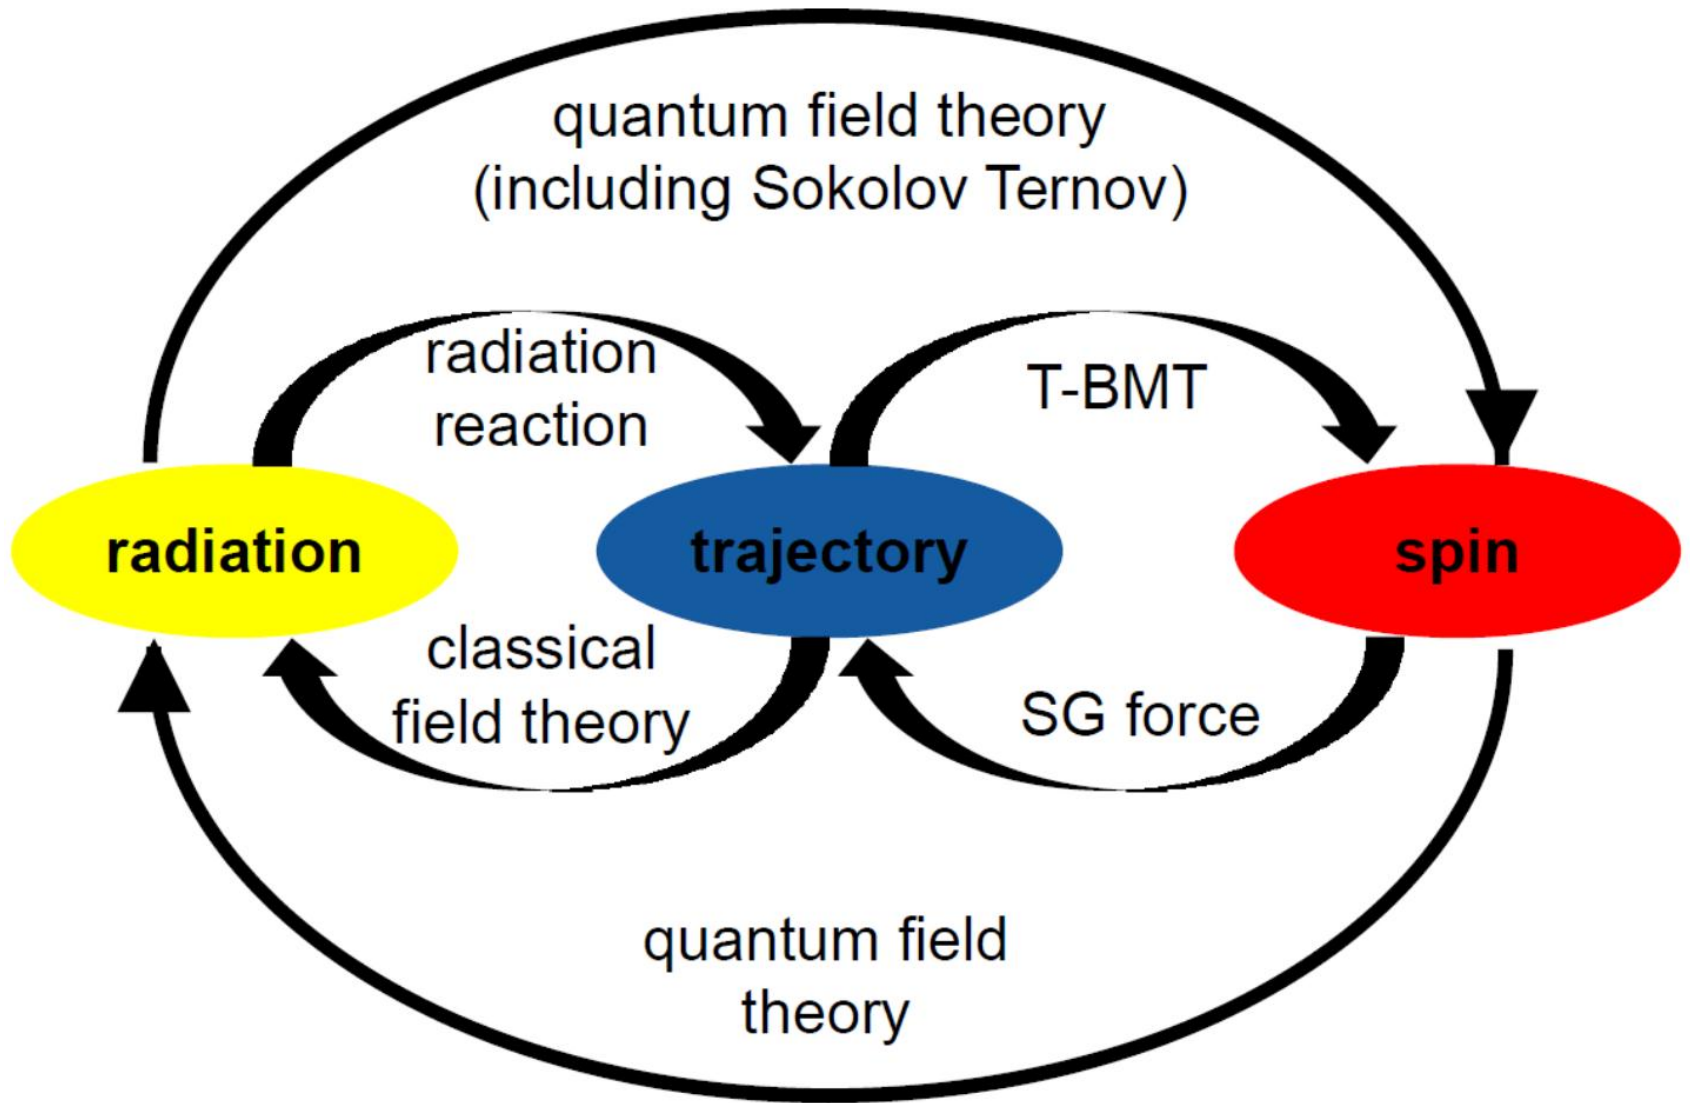 quantum field theory
(including Sokolov Ternov)
radiation
reaction
T-BMT
radiation
trajectory
spin
classical
field theory
SG force
quantum field
theory